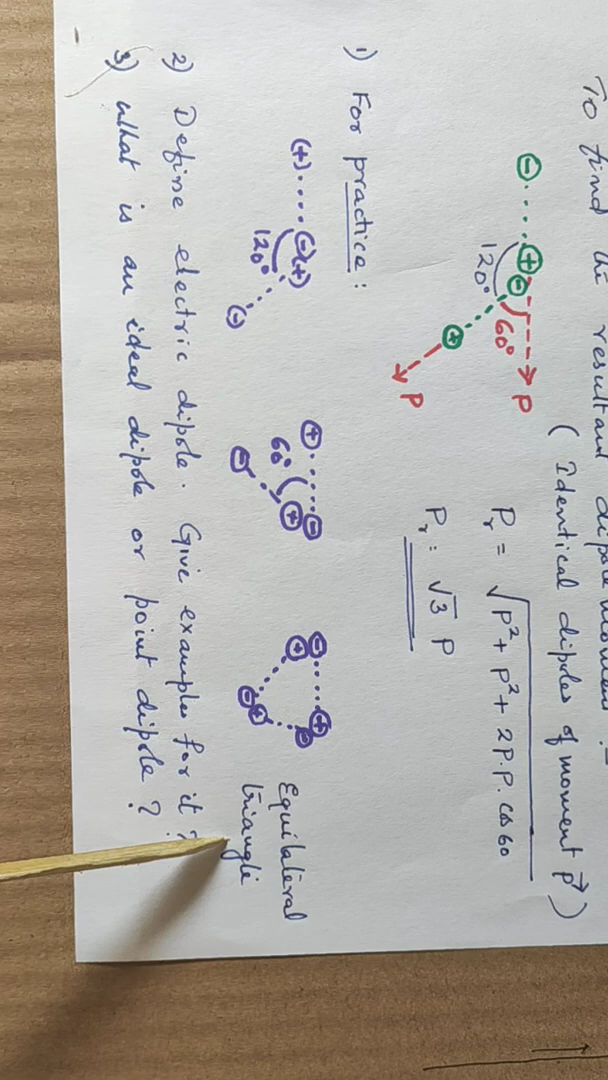 To find the resultant dipole moment :-
( Identical dipoles of moment P⃗ )
⊖ ⊕ ⊖ 120° 60° ⊕ P P
Pᵣ = √P² + P² + 2P.P. cos 60
Pᵣ : √3 P
1) For practice :
(+) (-)(+) 120° ⊖
⊕ ⊖ ⊕ 60 ⊖
⊖ ⊕ ⊕ ⊖ ⊕ ⊖ Equilateral
triangle
2) Define electric dipole. Give examples for it ?
3) What is an ideal dipole or point dipole ?